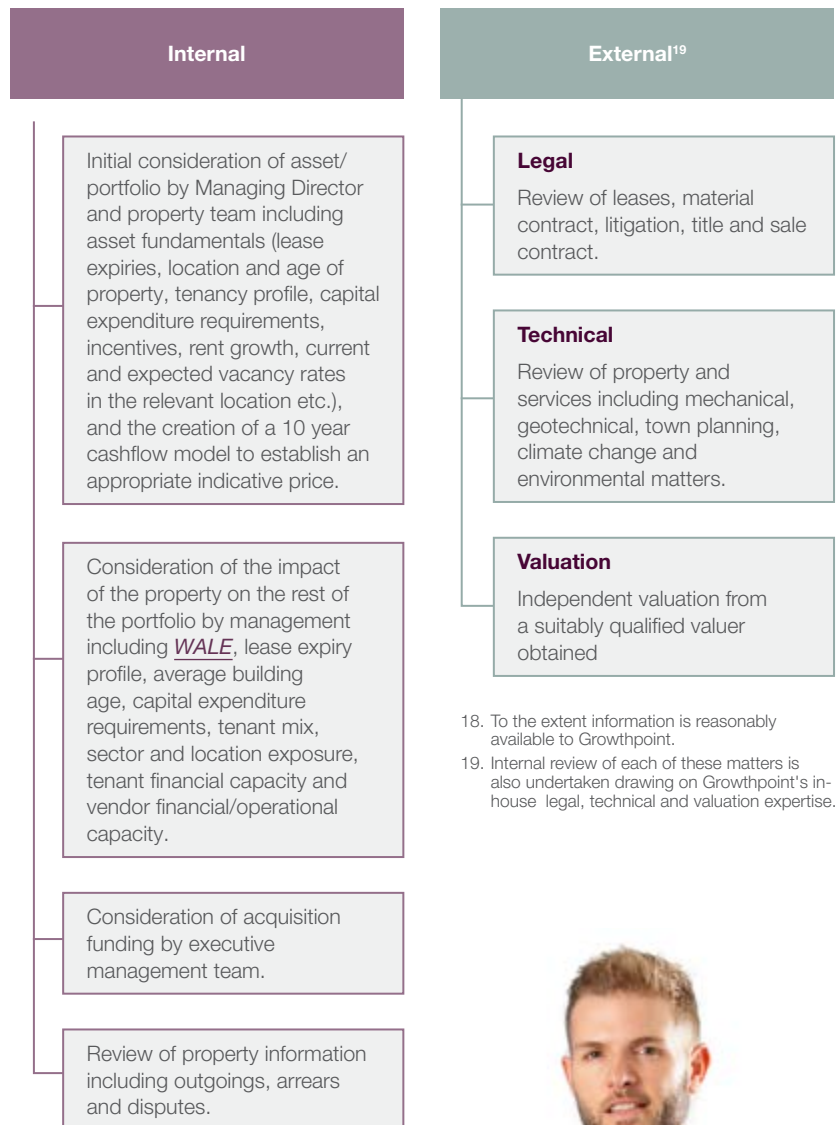 Internal
Initial consideration of asset/
portfolio by Managing Director
and property team including
asset fundamentals (lease
expiries, location and age of
property, tenancy profile, capital
expenditure requirements,
incentives, rent growth, current
and expected vacancy rates
in the relevant location etc.),
and the creation of a 10 year
cashflow model to establish an
appropriate indicative price.
Consideration of the impact
of the property on the rest of
the portfolio by management
including WALE, lease expiry
profile, average building
age, capital expenditure
requirements, tenant mix,
sector and location exposure,
tenant financial capacity and
vendor financial/operational
capacity.
Consideration of acquisition
funding by executive
management team.
Review of property information
including outgoings, arrears
and disputes.
External¹⁹
Legal
Review of leases, material
contract, litigation, title and sale
contract.
Technical
Review of property and
services including mechanical,
geotechnical, town planning,
climate change and
environmental matters.
Valuation
Independent valuation from
a suitably qualified valuer
obtained
18. To the extent information is reasonably
available to Growthpoint.
19. Internal review of each of these matters is
also undertaken drawing on Growthpoint's in-
house legal, technical and valuation expertise.